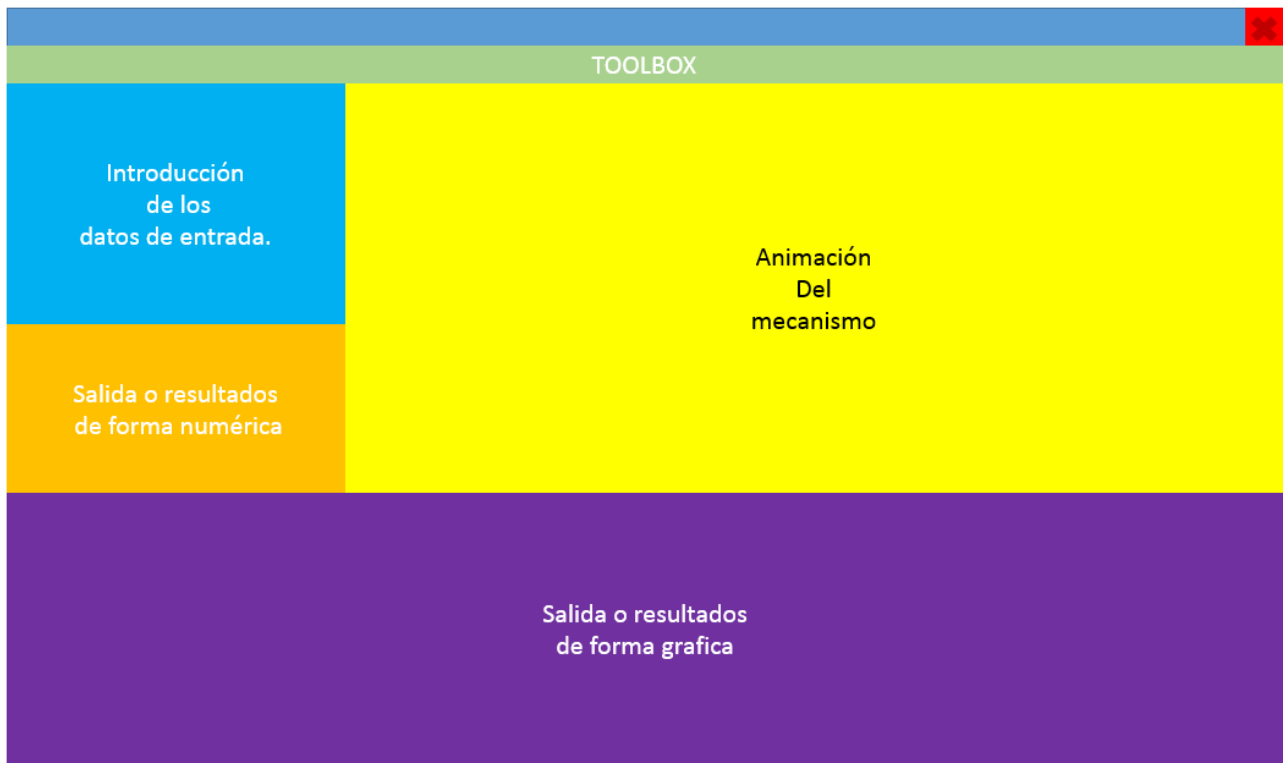 TOOLBOX
Introducción
de los
datos de entrada.
Animación
Del
mecanismo
Salida o resultados
de forma numérica
Salida o resultados
de forma grafica